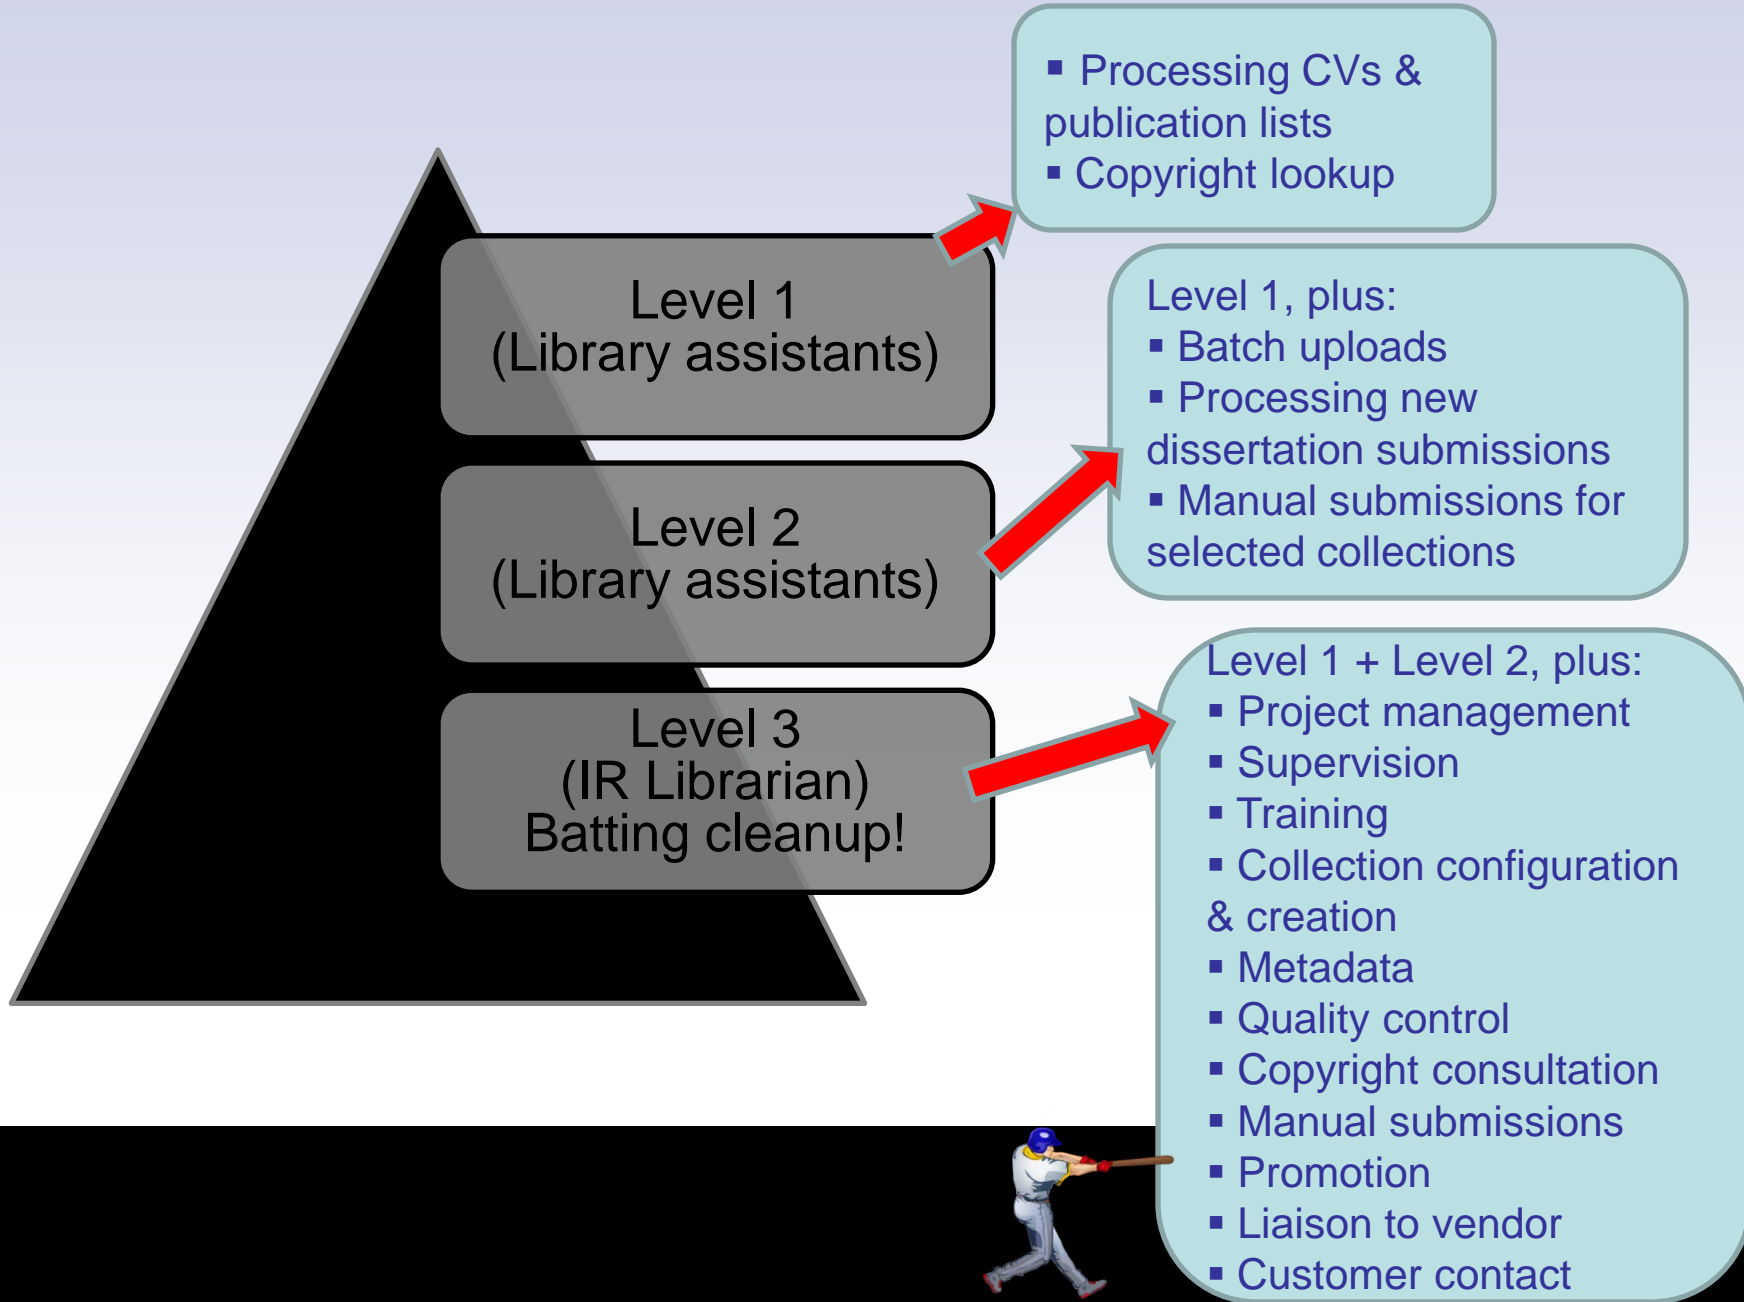 ▪ Processing CVs &
publication lists
▪ Copyright lookup
Level 1
(Library assistants)
Level 1, plus:
▪ Batch uploads
▪ Processing new
dissertation submissions
▪ Manual submissions for
selected collections
Level 2
(Library assistants)
Level 3
(IR Librarian)
Batting cleanup!
Level 1 + Level 2, plus:
▪ Project management
▪ Supervision
▪ Training
▪ Collection configuration
& creation
▪ Metadata
▪ Quality control
▪ Copyright consultation
▪ Manual submissions
▪ Promotion
▪ Liaison to vendor
▪ Customer contact